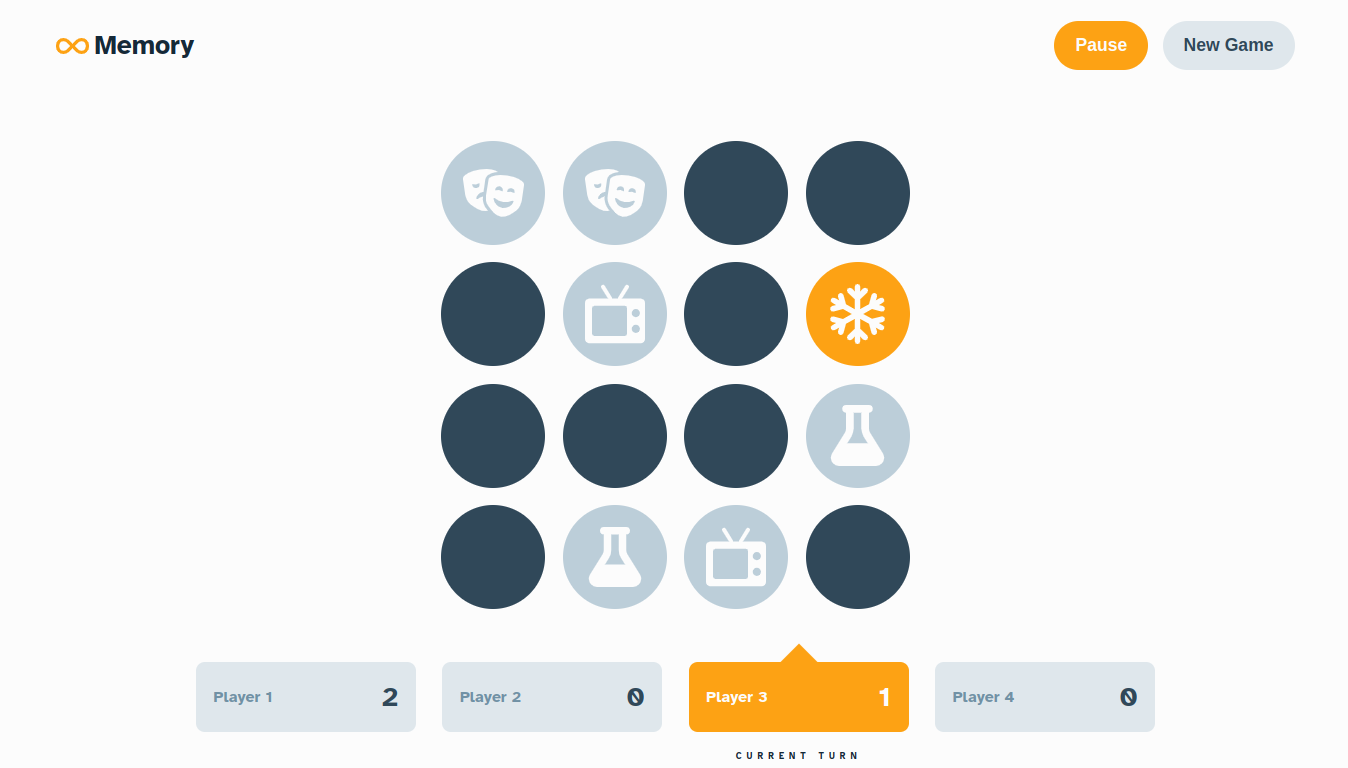 Memory
Pause
New Game
Player 1
2
Player 2
0
Player 3
1
Player 4
0
CURRENT TURN